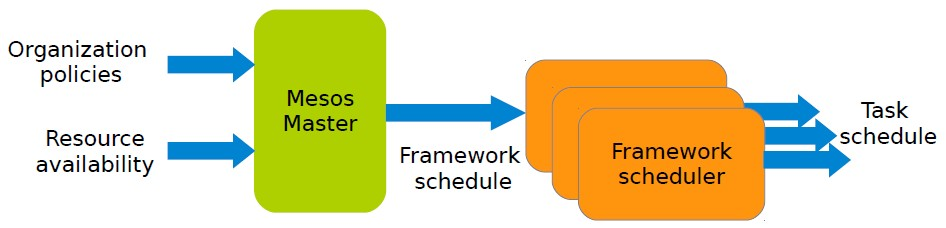 Organization
policies
Resource
availability
Mesos
Master
Framework
schedule
Framework
scheduler
Task
schedule